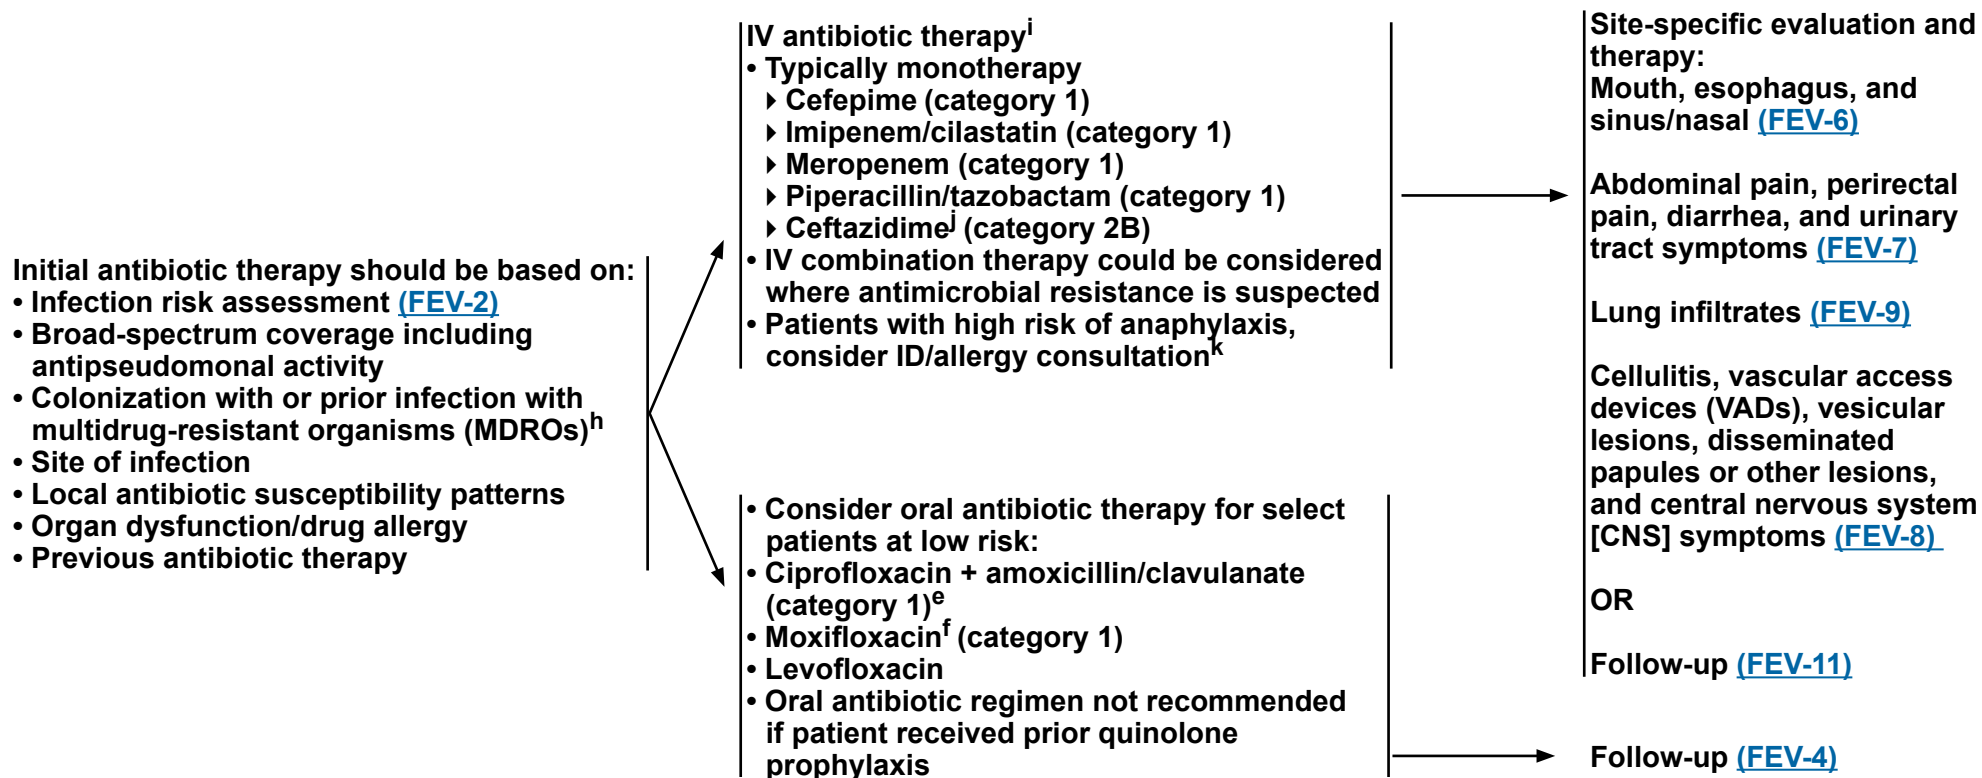 Initial antibiotic therapy should be based on:
• Infection risk assessment (FEV-2)
• Broad-spectrum coverage including
antipseudomonal activity
• Colonization with or prior infection with
multidrug-resistant organisms (MDROs)h
• Site of infection
• Local antibiotic susceptibility patterns
• Organ dysfunction/drug allergy
• Previous antibiotic therapy
IV antibiotic therapyi
• Typically monotherapy
Cefepime (category 1)
Imipenem/cilastatin (category 1)
Meropenem (category 1)
Piperacillin/tazobactam (category 1)
Ceftazidimej (category 2B)
• IV combination therapy could be considered
where antimicrobial resistance is suspected
• Patients with high risk of anaphylaxis,
consider ID/allergy consultationk
• Consider oral antibiotic therapy for select
patients at low risk:
• Ciprofloxacin + amoxicillin/clavulanate
(category 1)e
• Moxifloxacinf (category 1)
• Levofloxacin
• Oral antibiotic regimen not recommended
if patient received prior quinolone
prophylaxis
Site-specific evaluation and
therapy:
Mouth, esophagus, and
sinus/nasal (FEV-6)
Abdominal pain, perirectal
pain, diarrhea, and urinary
tract symptoms (FEV-7)
Lung infiltrates (FEV-9)
Cellulitis, vascular access
devices (VADs), vesicular
lesions, disseminated
papules or other lesions,
and central nervous system
[CNS] symptoms (FEV-8)
OR
Follow-up (FEV-11)
Follow-up (FEV-4)